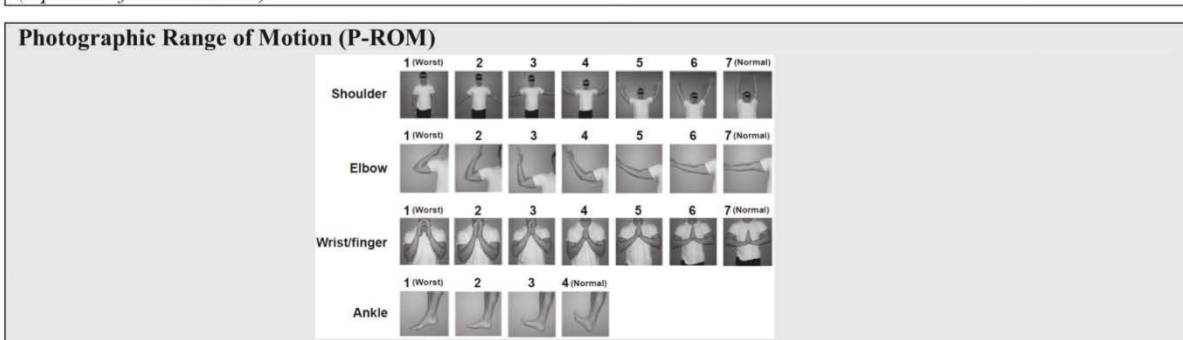 Photographic Range of Motion (P-ROM)
1 (Worst) 2 3 4 5 6 7 (Normal)
Shoulder
1 (Worst) 2 3 4 5 6 7 (Normal)
Elbow
1 (Worst) 2 3 4 5 6 7 (Normal)
Wrist/finger
1 (Worst) 2 3 4 (Normal)
Ankle